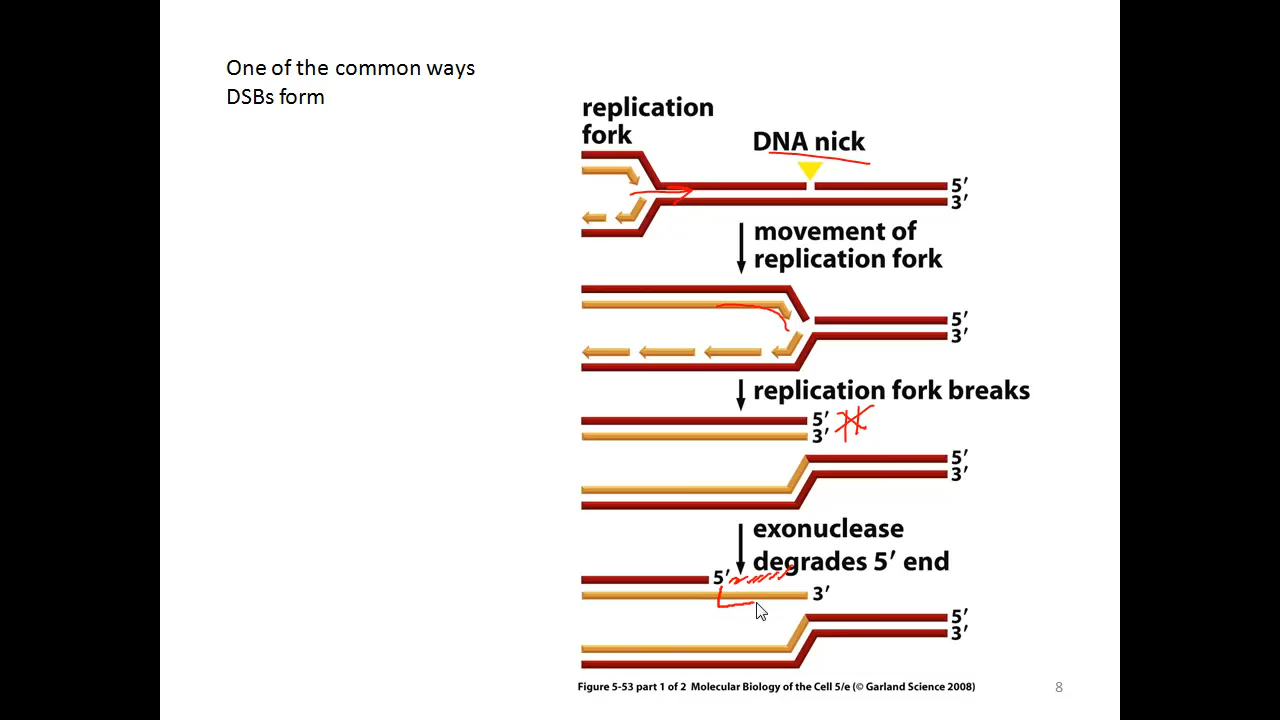 One of the common ways
DSBs form
replication
fork
DNA nick
5′
3′
movement of
replication fork
5′
3′
replication fork breaks
5′
3′
5′
3′
exonuclease
degrades 5′ end
5′
3′
5′
3′
Figure 5-53 part 1 of 2 Molecular Biology of the Cell 5/e (© Garland Science 2008)
8